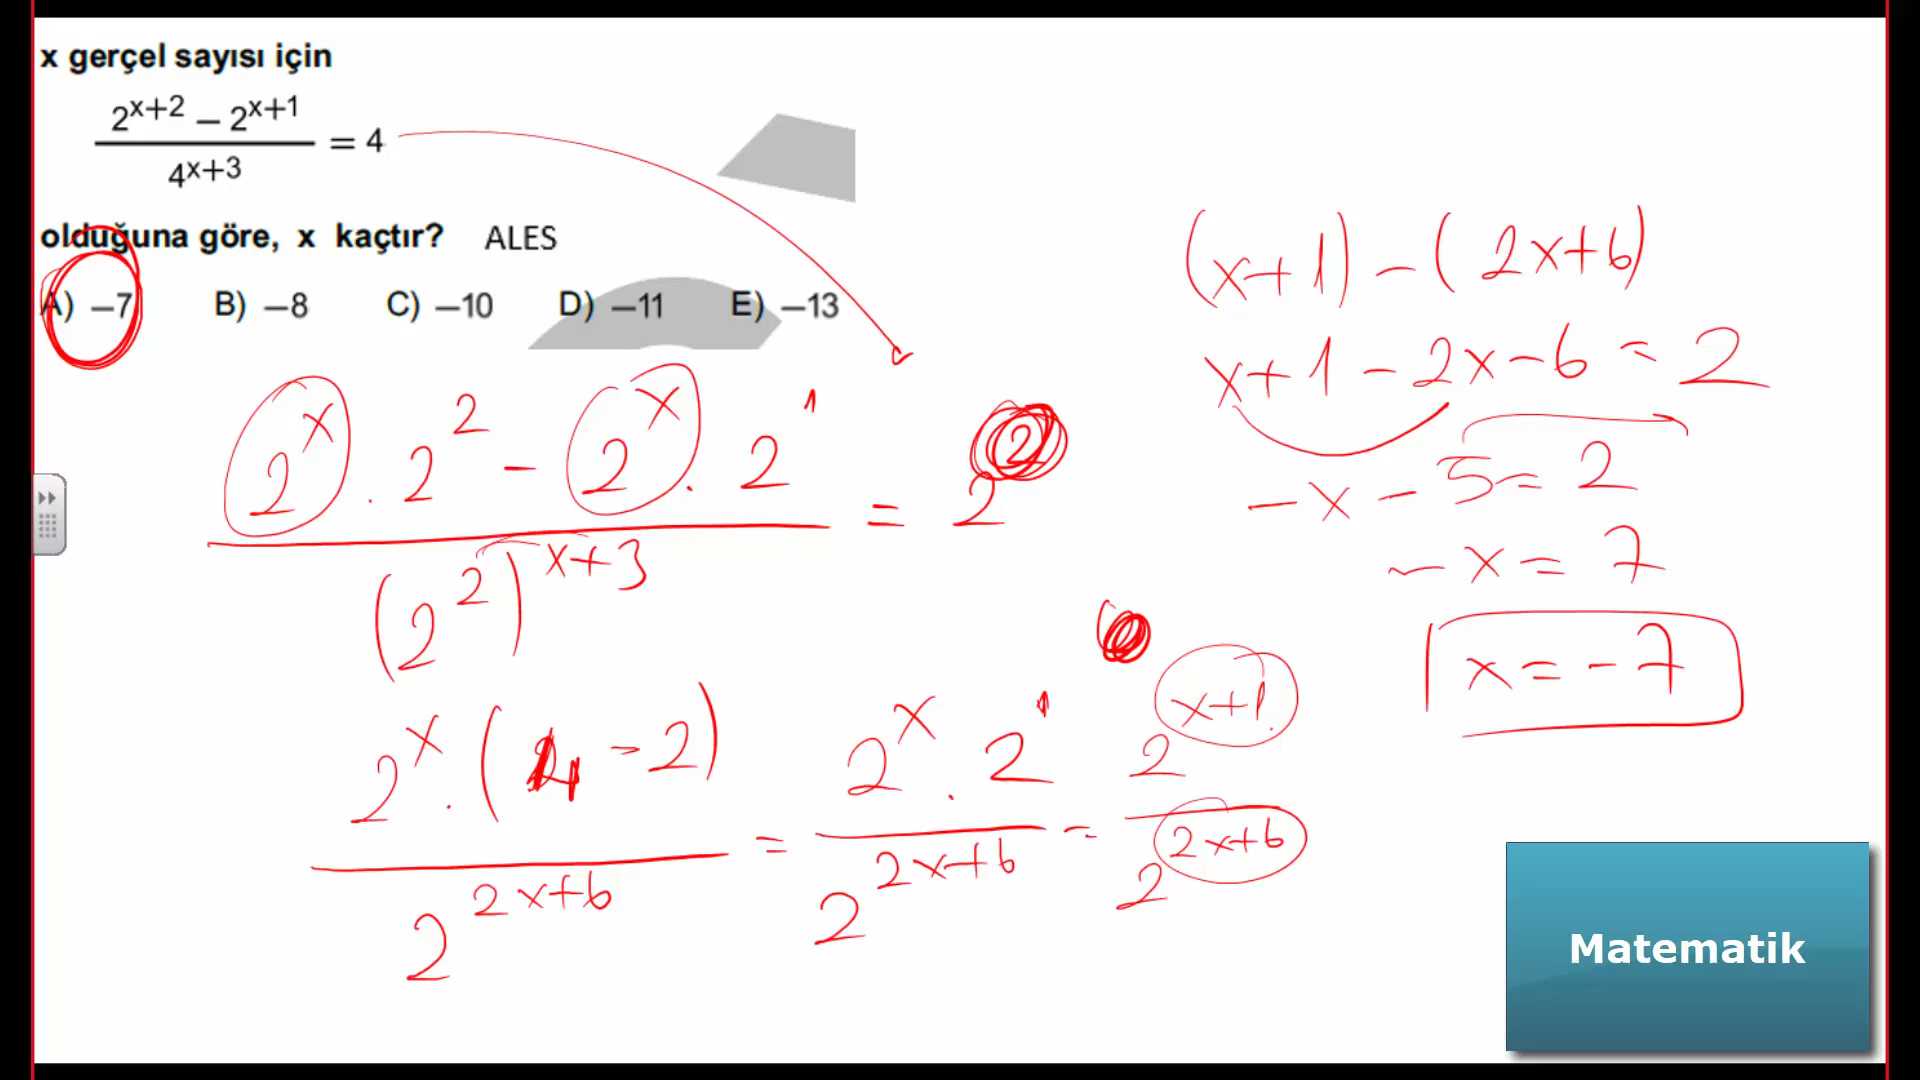 x gerçel sayısı için
2^{x+2} – 2^{x+1} / 4^{x+3} = 4
olduğuna göre, x kaçtır? ALES
A) –7 B) –8 C) –10 D) –11 E) –13
2^x . 2^2 - 2^x . 2^1 / (2^2)^{x+3} = 2^2
2^x . (4 - 2) / 2^{2x+6} = 2^x . 2^1 / 2^{2x+6} = 2^{x+1} / 2^{2x+6}
(x+1) - (2x+6)
x+1 - 2x - 6 = 2
-x - 5 = 2
-x = 7
x = -7
Matematik